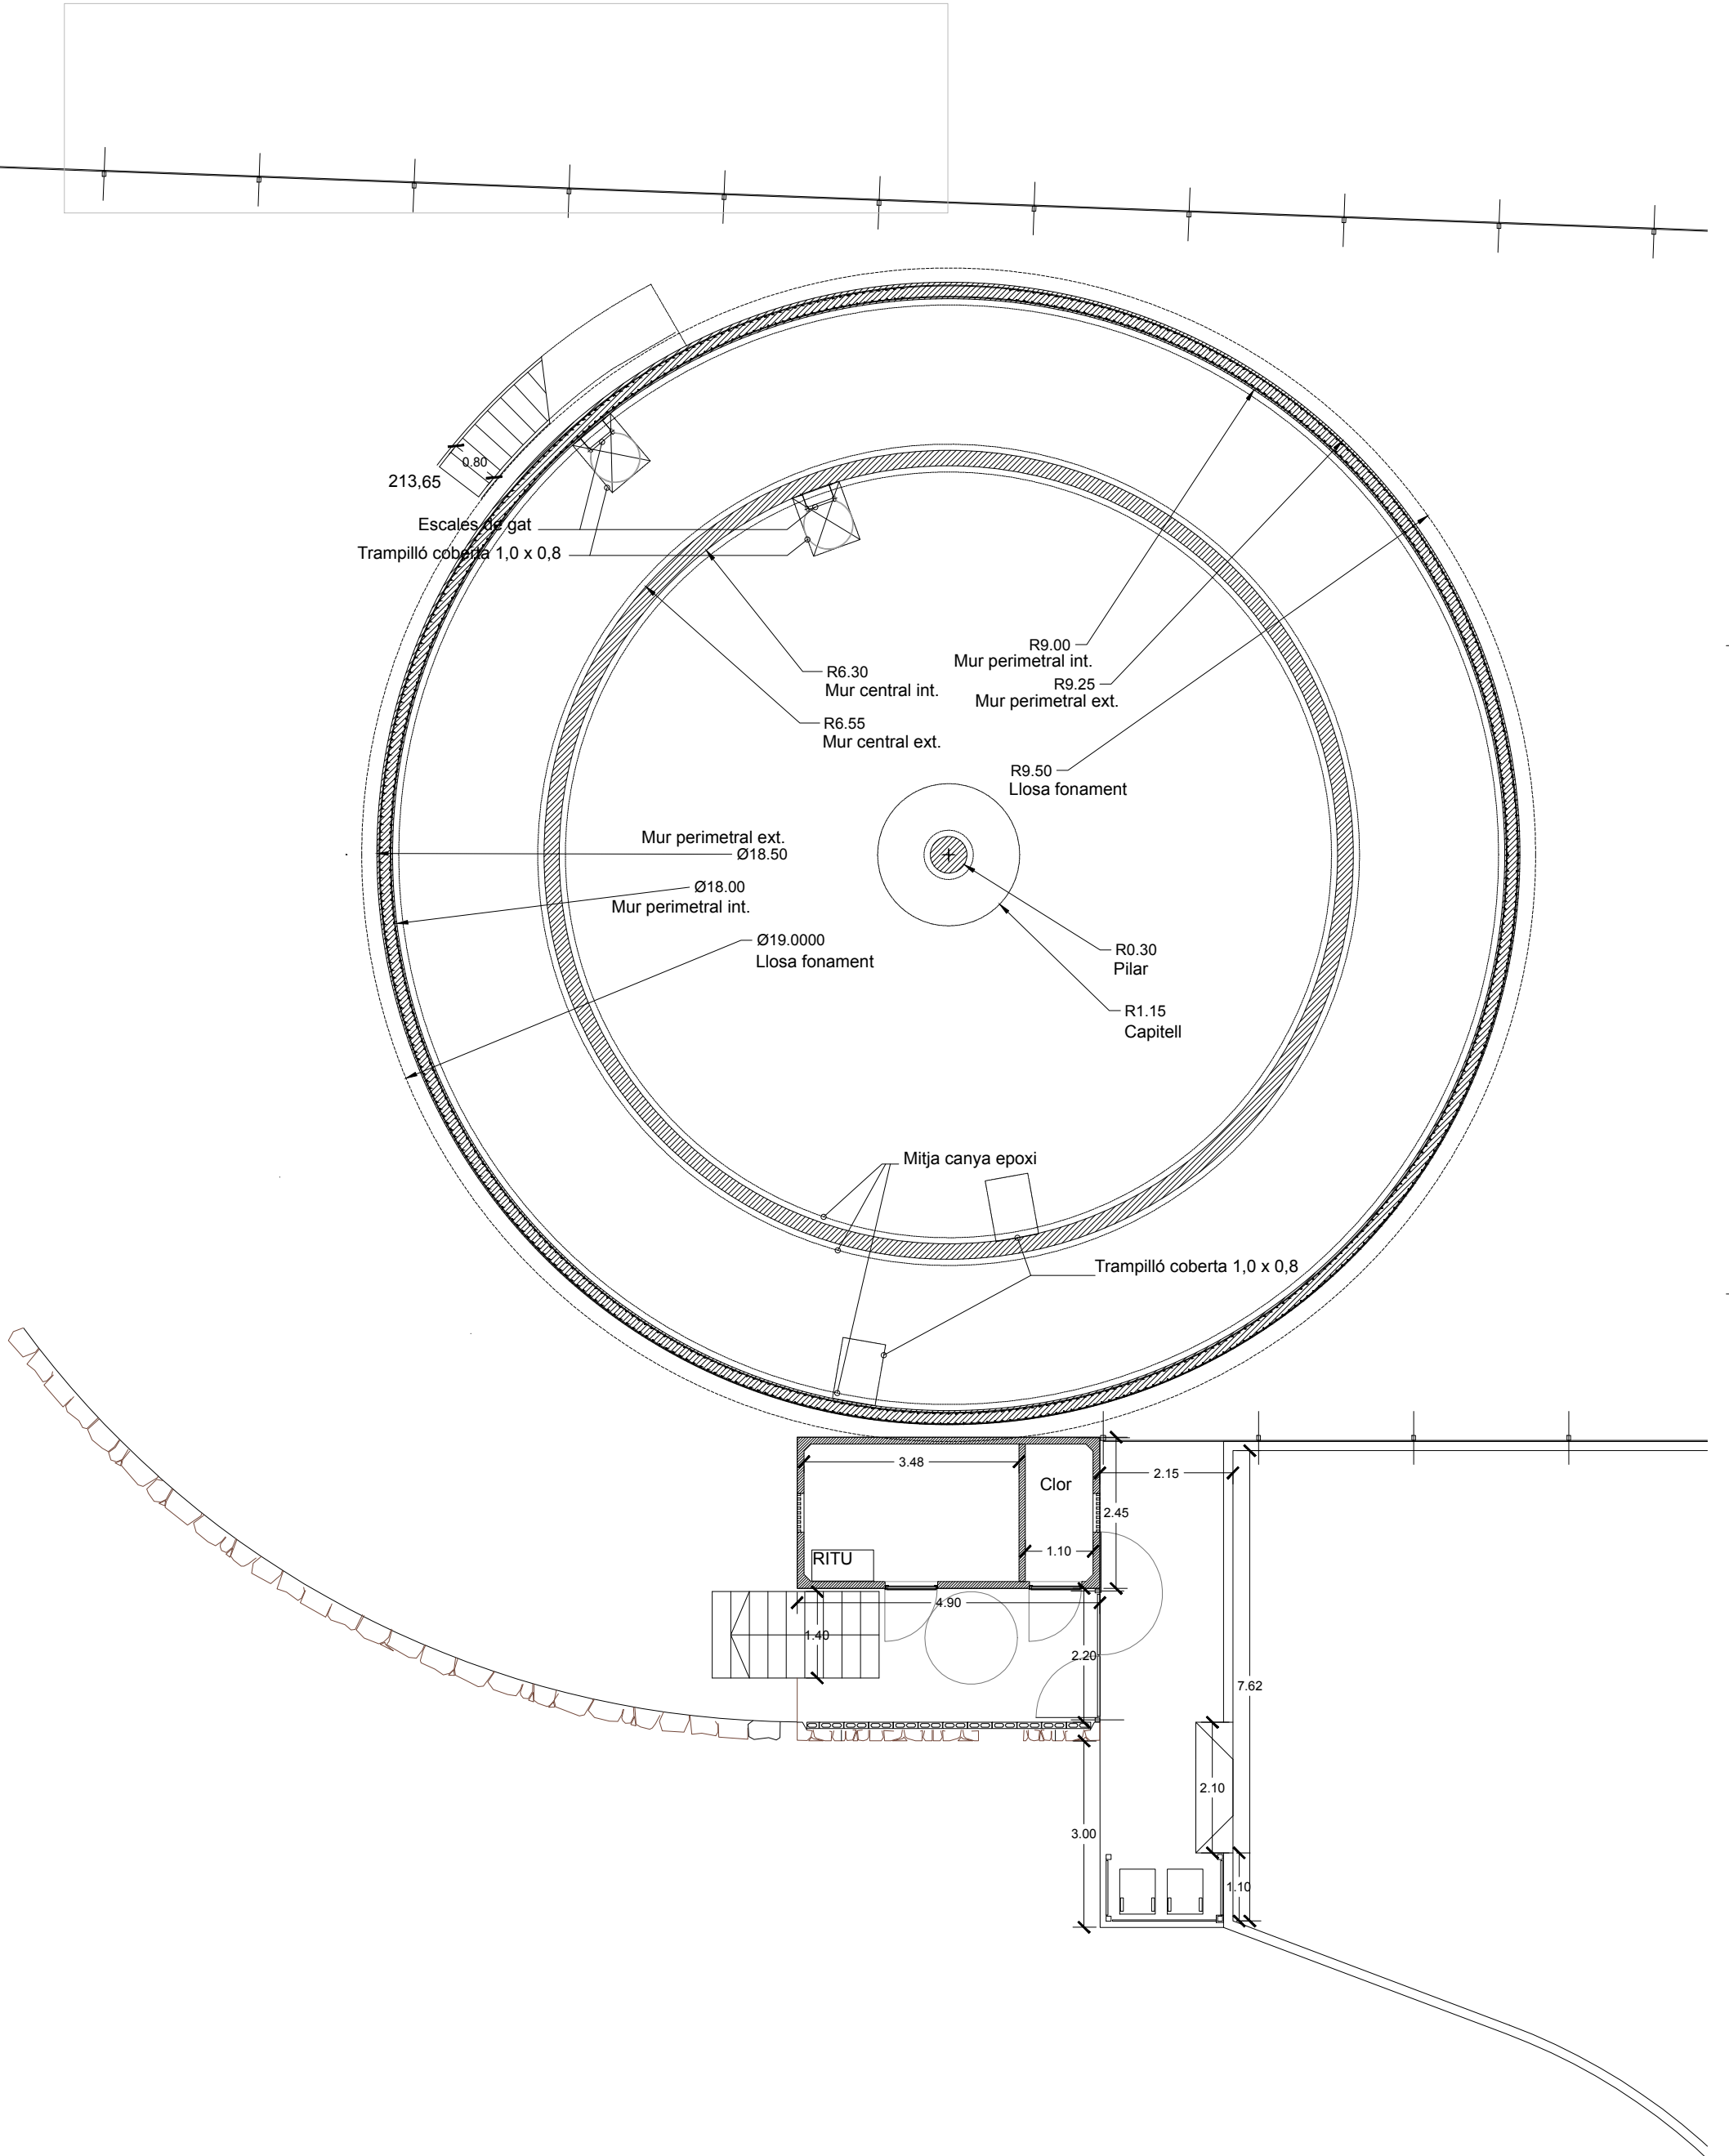 0,80
213,65
Escales de gat
Trampilló coberta 1,0 x 0,8
R9.00
Mur perimetral int.
R9.25
Mur perimetral ext.
R6.30
Mur central int.
R6.55
Mur central ext.
R9.50
Llosa fonament
Mur perimetral ext.
Ø18.50
Ø18.00
Mur perimetral int.
Ø19.0000
Llosa fonament
R0.30
Pilar
R1.15
Capitell
Mitja canya epoxi
Trampilló coberta 1,0 x 0,8
3.48
Clor
2.15
2.45
1.10
RITU
4.90
1.40
2.20
7.62
2.10
3.00
1.10